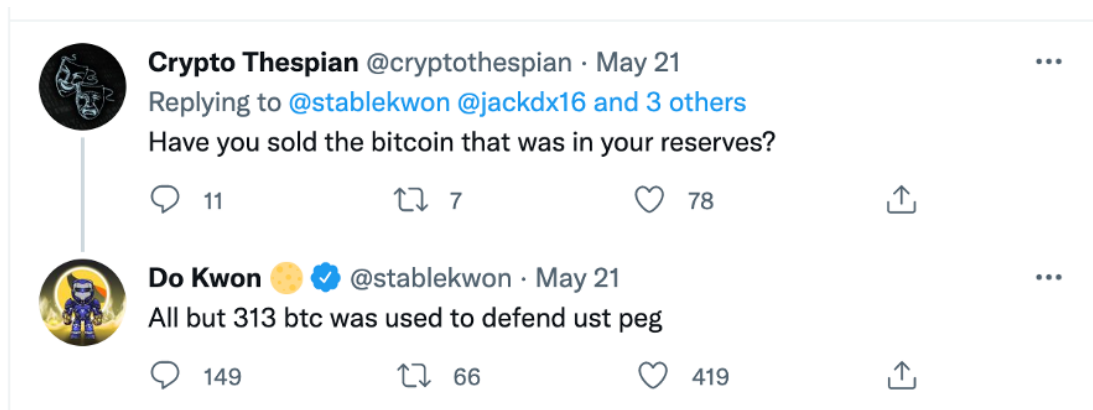 Crypto Thespian @cryptothespian · May 21
Replying to @stablekwon @jackdx16 and 3 others
Have you sold the bitcoin that was in your reserves?
11 7 78
Do Kwon @stablekwon · May 21
All but 313 btc was used to defend ust peg
149 66 419